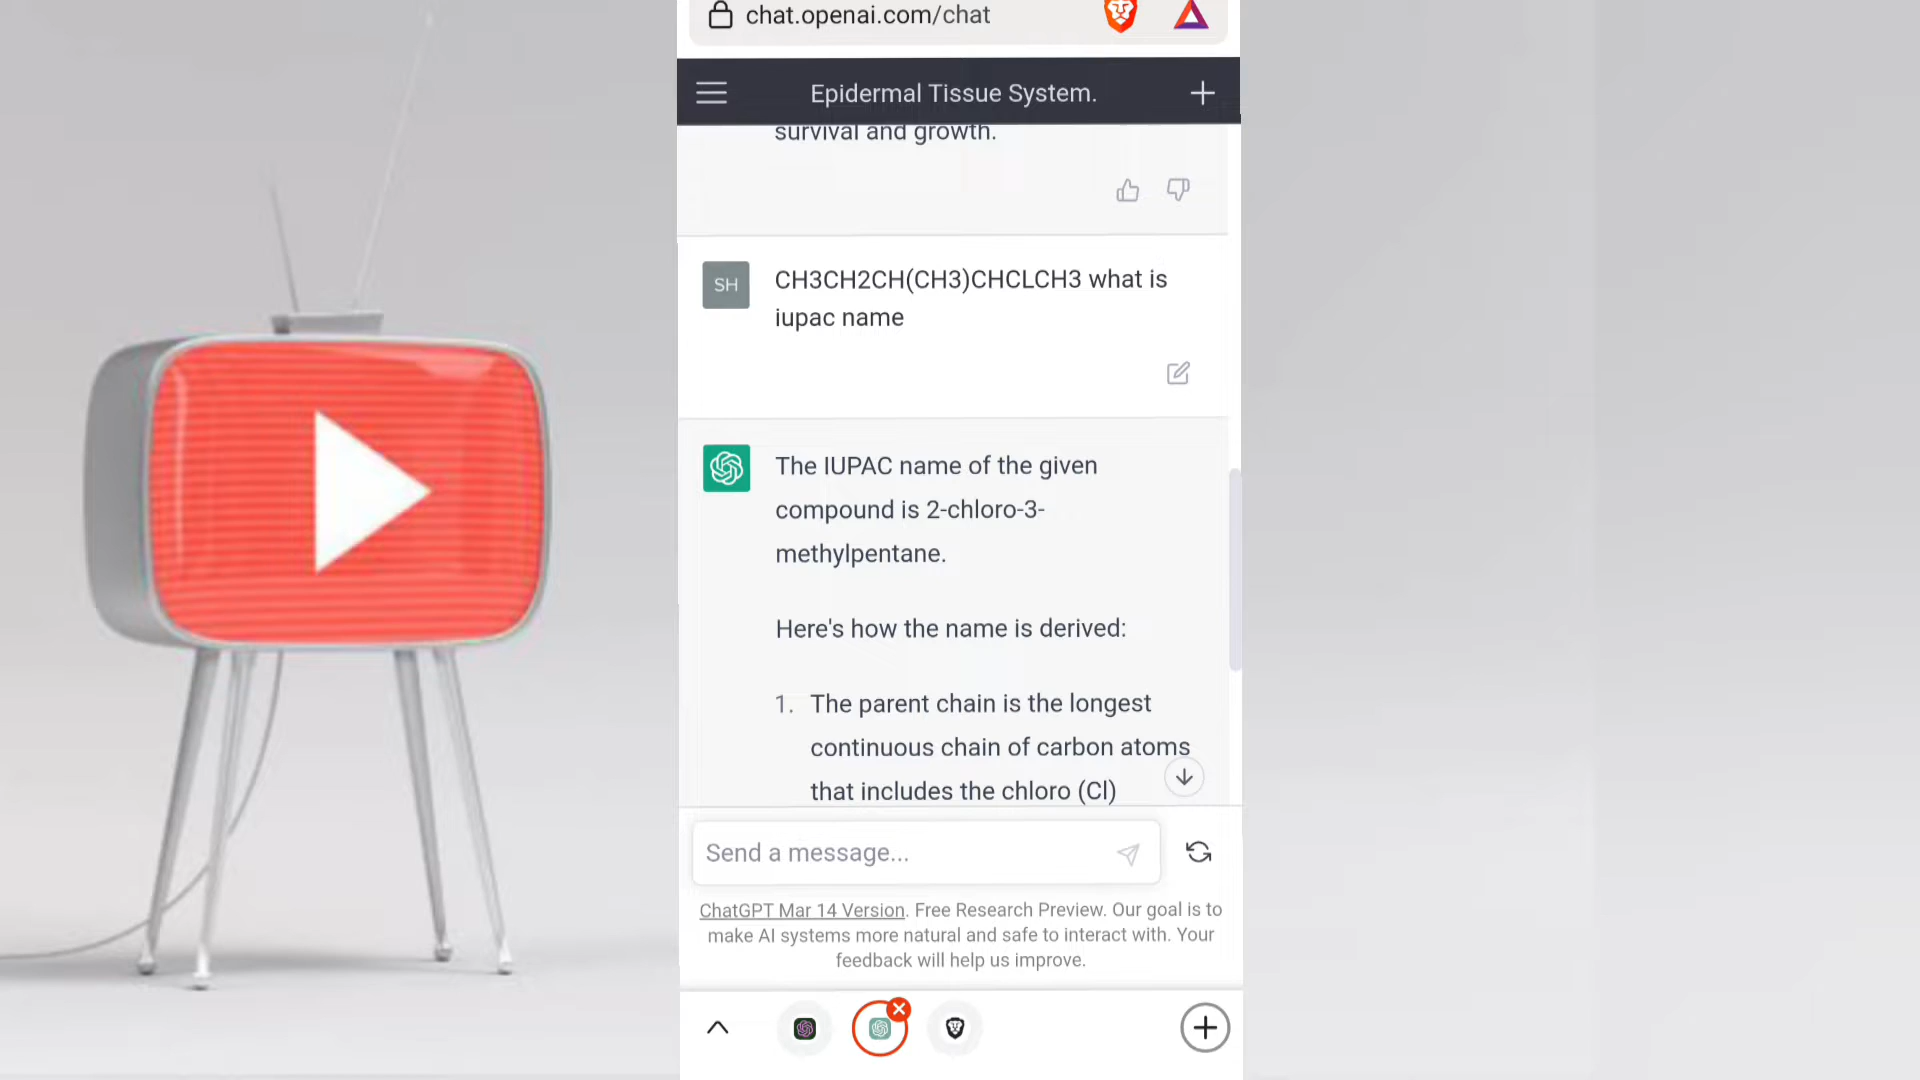 chat.openai.com/chat
Epidermal Tissue System.
survival and growth.
SH
CH3CH2CH(CH3)CHCLCH3 what is
iupac name
The IUPAC name of the given
compound is 2-chloro-3-
methylpentane.
Here's how the name is derived:
1. The parent chain is the longest
continuous chain of carbon atoms
that includes the chloro (Cl)
Send a message...
ChatGPT Mar 14 Version. Free Research Preview. Our goal is to
make AI systems more natural and safe to interact with. Your
feedback will help us improve.